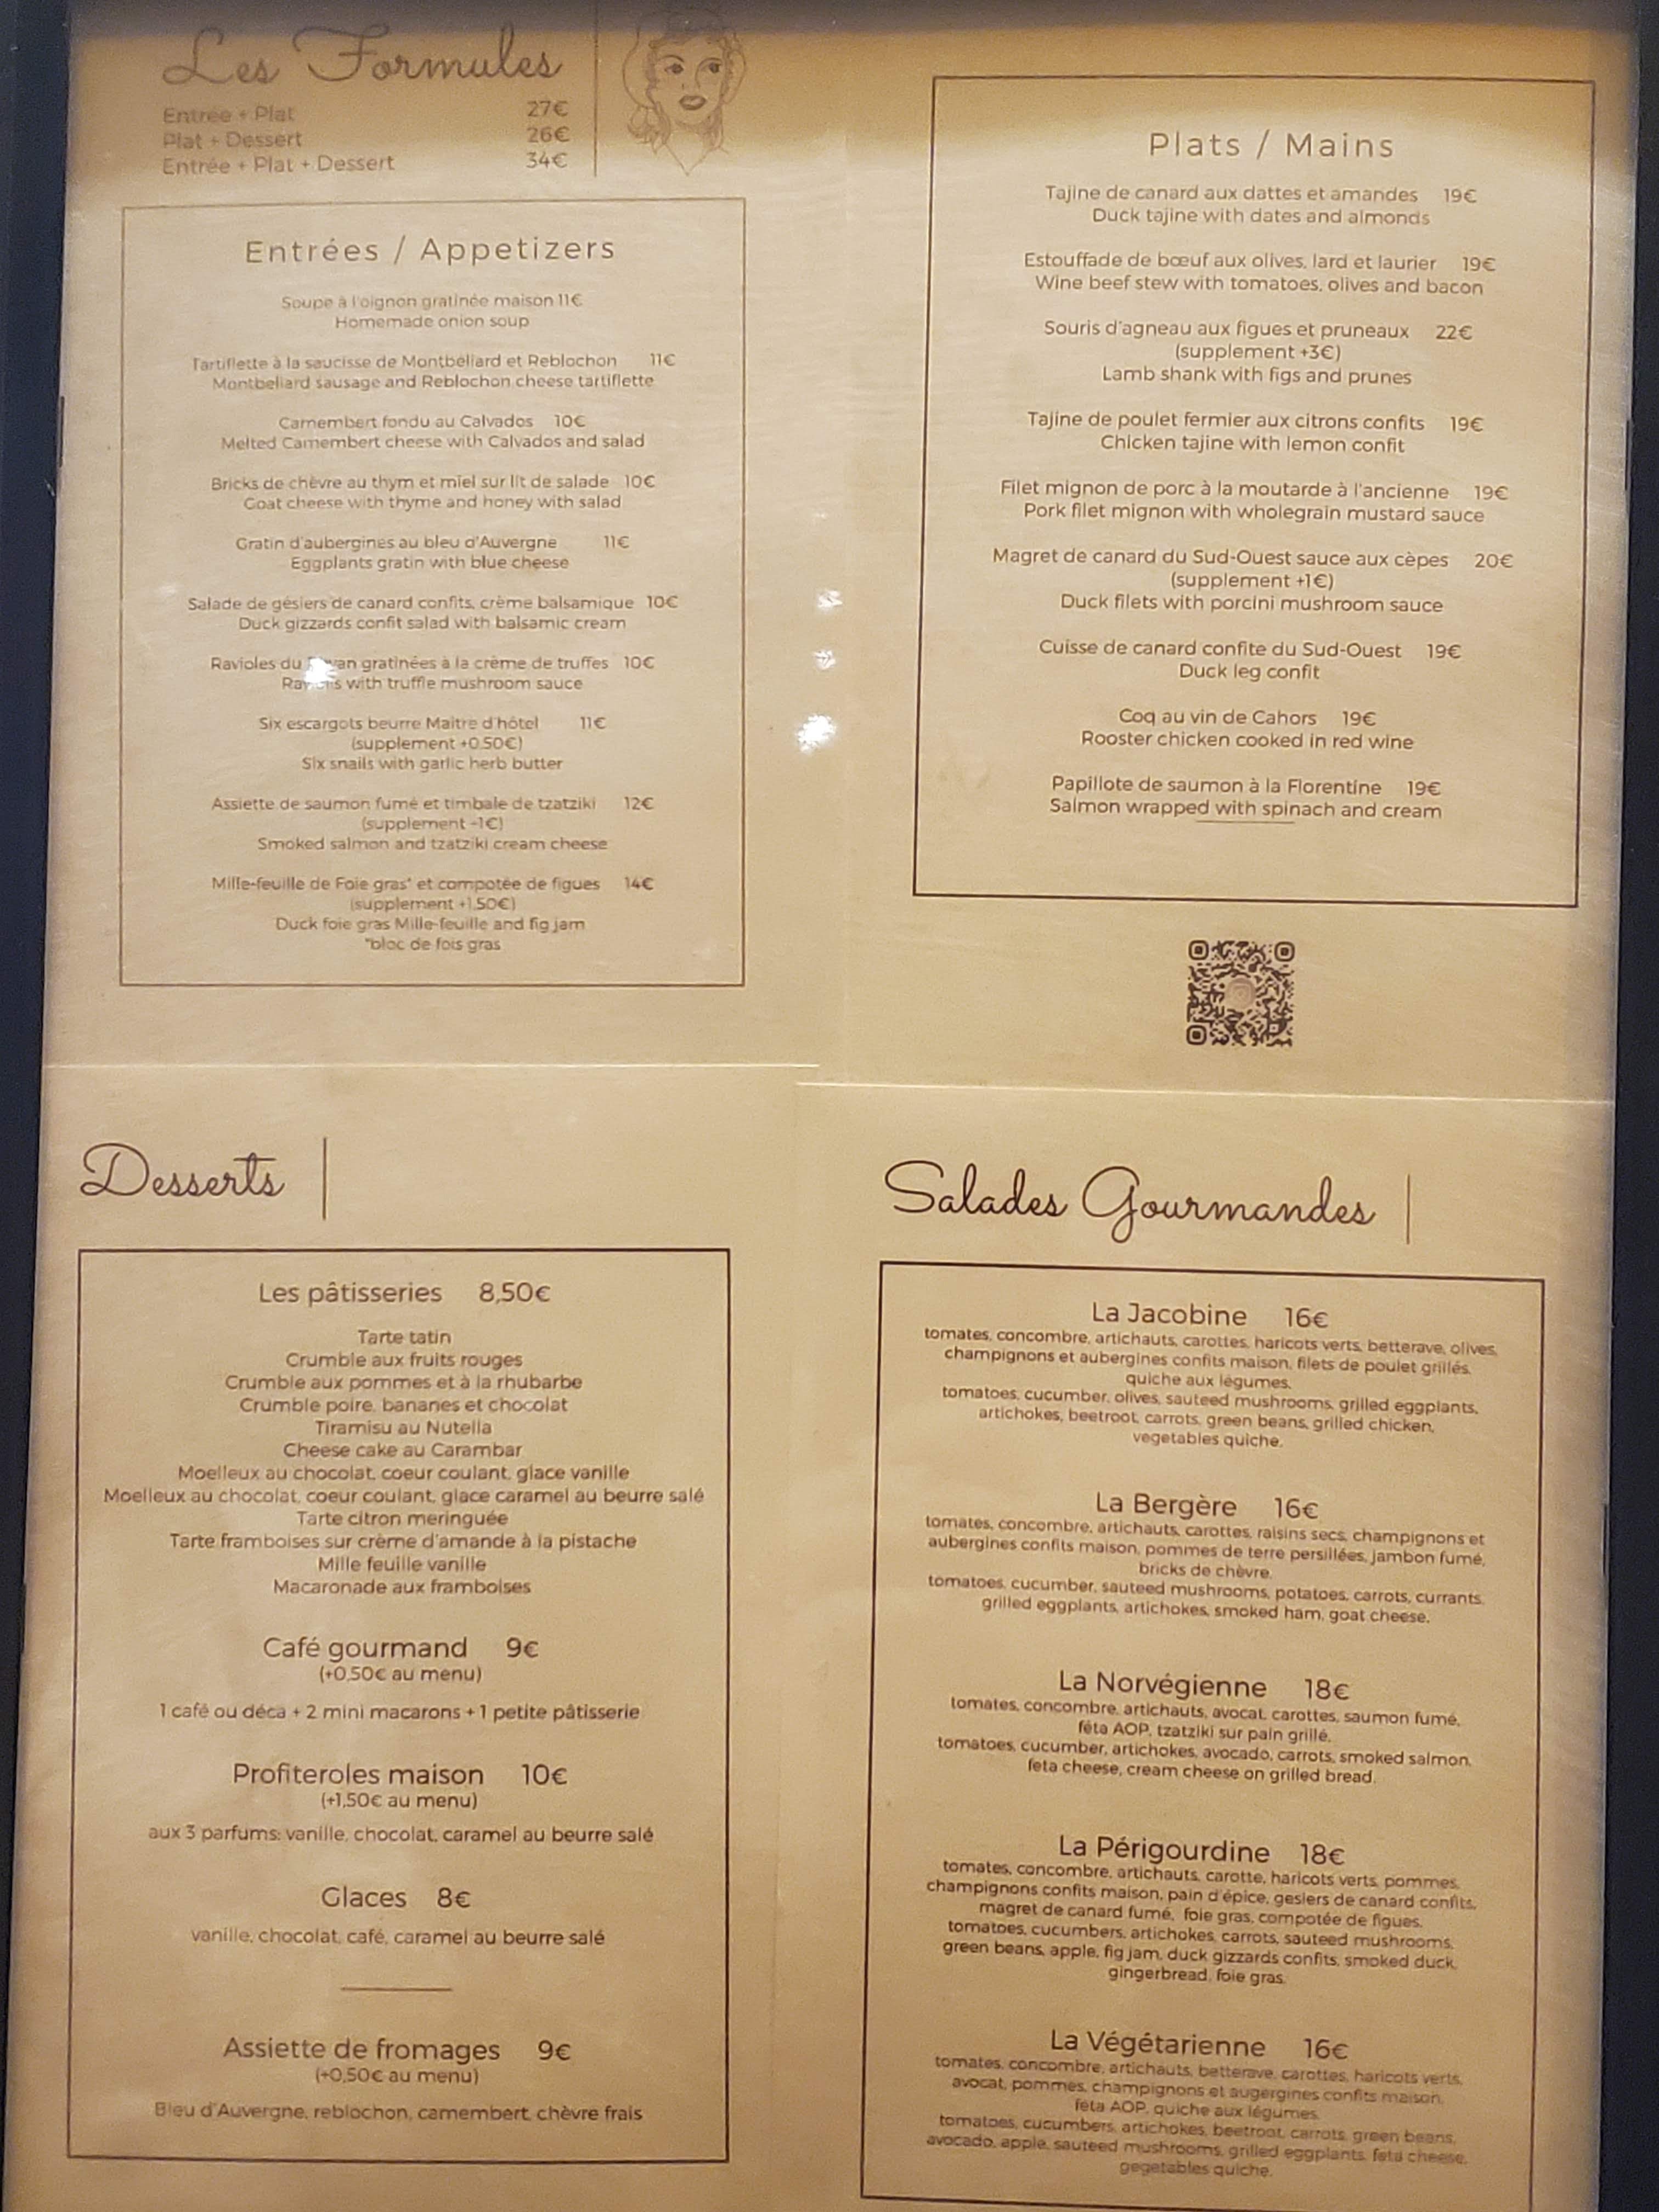 Les Formules
Entrée + Plat 27€
Plat + Dessert 26€
Entrée + Plat + Dessert 34€
Entrées / Appetizers
Soupe à l'oignon gratinée maison 11€
Homemade onion soup
Tartiflette à la saucisse de Montbéliard et Reblochon 11€
Montbeliard sausage and Reblochon cheese tartiflette
Camembert fondu au Calvados 10€
Melted Camembert cheese with Calvados and salad
Bricks de chèvre au thym et miel sur lit de salade 10€
Goat cheese with thyme and honey with salad
Gratin d'aubergines au bleu d'Auvergne 11€
Eggplants gratin with blue cheese
Salade de gésiers de canard confits, crème balsamique 10€
Duck gizzards confit salad with balsamic cream
Ravioles du gratinées à la crème de truffes 10€
with truffle mushroom sauce
Six escargots beurre Maître d'hôtel 11€
(supplement +0.50€)
Six snails with garlic herb butter
Assiette de saumon fumé et timbale de tzatziki 12€
(supplement +1€)
Smoked salmon and tzatziki cream cheese
Mille-feuille de Foie gras* et compotée de figues 14€
(supplement +1.50€)
Duck foie gras Mille-feuille and fig jam
*bloc de fois gras
Plats / Mains
Tajine de canard aux dattes et amandes 19€
Duck tajine with dates and almonds
Estouffade de bœuf aux olives, lard et laurier 19€
Wine beef stew with tomatoes, olives and bacon
Souris d'agneau aux figues et pruneaux 22€
(supplement +3€)
Lamb shank with figs and prunes
Tajine de poulet fermier aux citrons confits 19€
Chicken tajine with lemon confit
Filet mignon de porc à la moutarde à l'ancienne 19€
Pork filet mignon with wholegrain mustard sauce
Magret de canard du Sud-Ouest sauce aux cèpes 20€
(supplement +1€)
Duck filets with porcini mushroom sauce
Cuisse de canard confite du Sud-Ouest 19€
Duck leg confit
Coq au vin de Cahors 19€
Rooster chicken cooked in red wine
Papillote de saumon à la Florentine 19€
Salmon wrapped with spinach and cream
Desserts
Les pâtisseries 8,50€
Tarte tatin
Crumble aux fruits rouges
Crumble aux pommes et à la rhubarbe
Crumble poire, bananes et chocolat
Tiramisu au Nutella
Cheese cake au Carambar
Moelleux au chocolat, coeur coulant, glace vanille
Moelleux au chocolat, coeur coulant, glace caramel au beurre salé
Tarte citron meringuée
Tarte framboises sur crème d'amande à la pistache
Mille feuille vanille
Macaronade aux framboises
Café gourmand 9€
(+0,50€ au menu)
1 café ou déca + 2 mini macarons + 1 petite pâtisserie
Profiteroles maison 10€
(+1,50€ au menu)
aux 3 parfums: vanille, chocolat, caramel au beurre salé
Glaces 8€
vanille, chocolat, café, caramel au beurre salé
Assiette de fromages 9€
(+0,50€ au menu)
Bleu d'Auvergne, reblochon, camembert, chèvre frais
Salades Gourmandes
La Jacobine 16€
tomates, concombre, artichauts, carottes, haricots verts, betterave, olives,
champignons et aubergines confits maison, filets de poulet grillés,
quiche aux légumes.
tomatoes, cucumber, olives, sauteed mushrooms, grilled eggplants,
artichokes, beetroot, carrots, green beans, grilled chicken,
vegetables quiche.
La Bergère 16€
tomates, concombre, artichauts, carottes, raisins secs, champignons et
aubergines confits maison, pommes de terre persillées, jambon fumé,
bricks de chèvre.
tomatoes, cucumber, sauteed mushrooms, potatoes, carrots, currants,
grilled eggplants, artichokes, smoked ham, goat cheese.
La Norvégienne 18€
tomates, concombre, artichauts, avocat, carottes, saumon fumé,
féta AOP, tzatziki sur pain grillé.
tomatoes, cucumber, artichokes, avocado, carrots, smoked salmon,
feta cheese, cream cheese on grilled bread.
La Périgourdine 18€
tomates, concombre, artichauts, carotte, haricots verts, pommes,
champignons confits maison, pain d'épice, gesiers de canard confits,
magret de canard fumé, foie gras, compotée de figues.
tomatoes, cucumbers, artichokes, carrots, sauteed mushrooms,
green beans, apple, fig jam, duck gizzards confits, smoked duck,
gingerbread, foie gras.
La Végétarienne 16€
tomates, concombre, artichauts, betterave, carottes, haricots verts,
avocat, pommes, champignons et augergines confits maison,
féta AOP, quiche aux légumes.
tomatoes, cucumbers, artichokes, beetroot, carrots, green beans,
avocado, apple, sauteed mushrooms, grilled eggplants, feta cheese,
gegetables quiche.